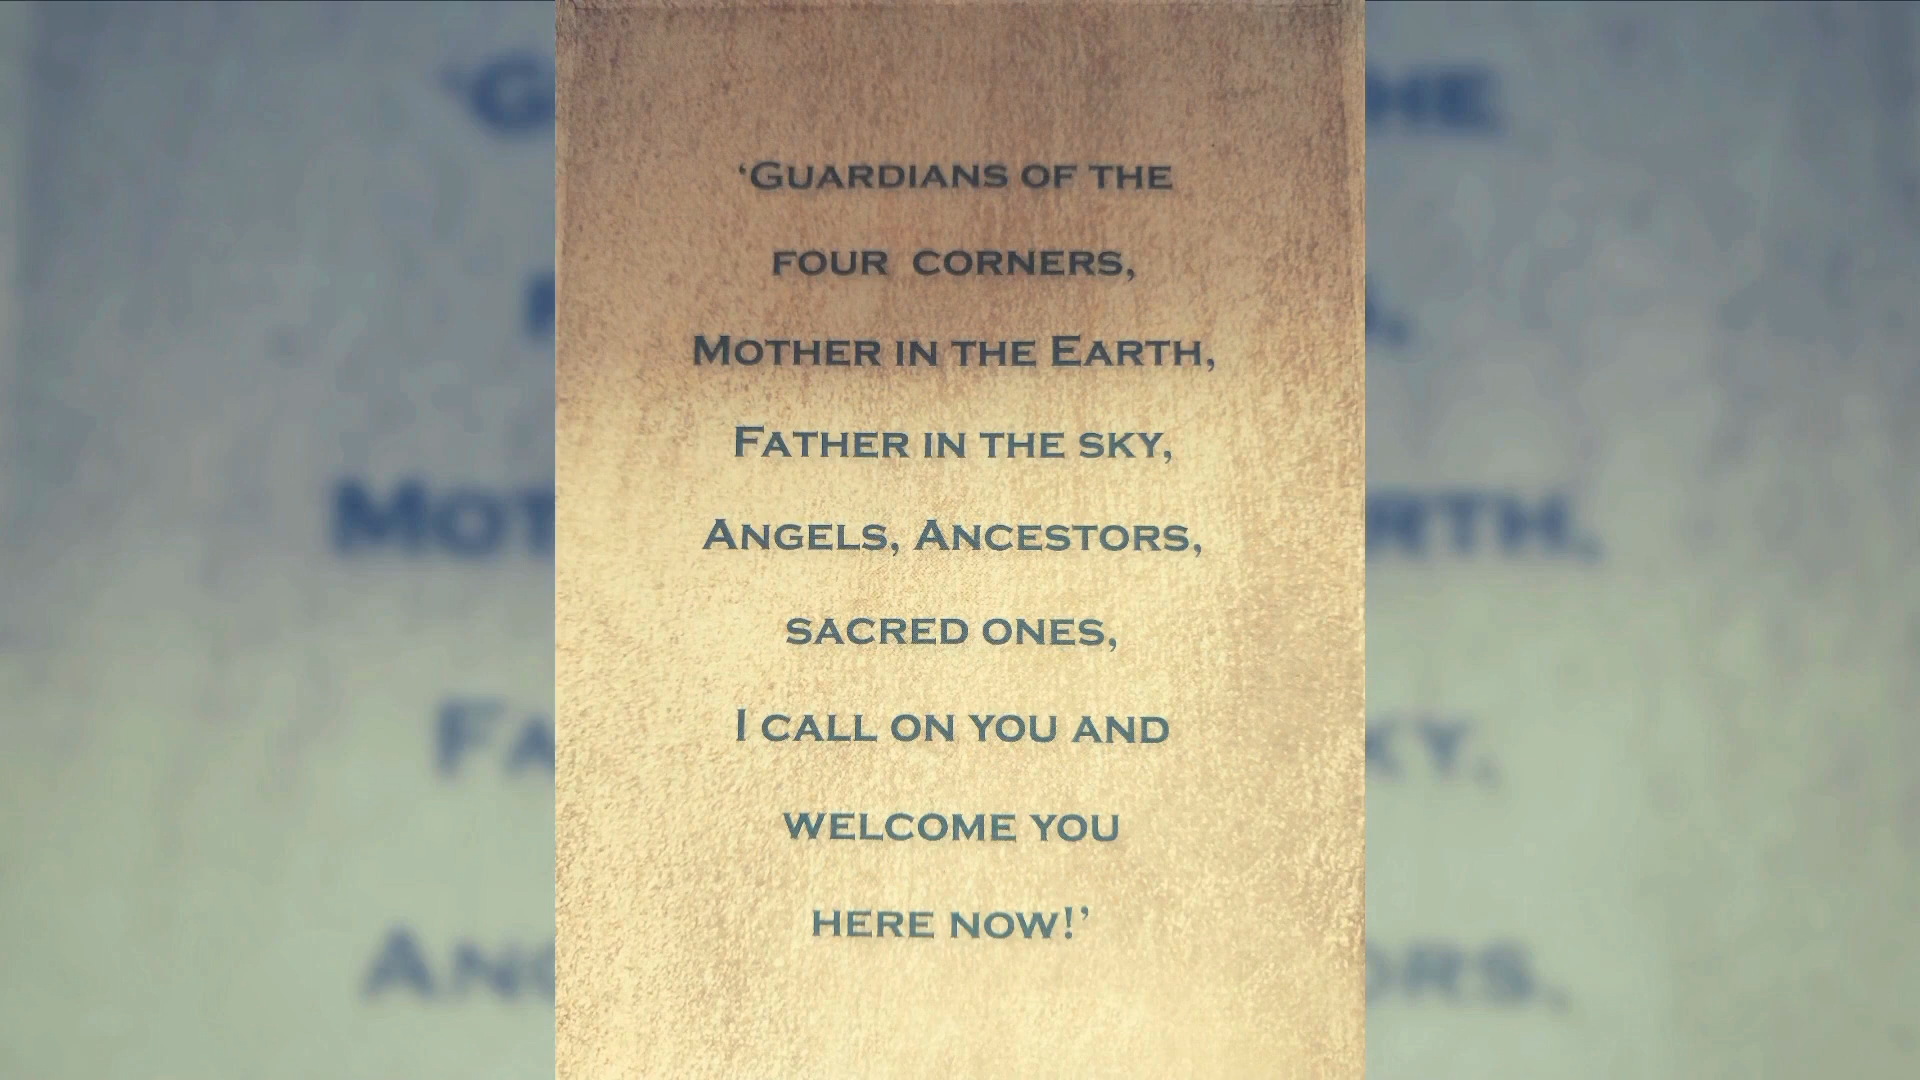 ‘Guardians of the
four corners,
Mother in the Earth,
Father in the sky,
Angels, Ancestors,
sacred ones,
I call on you and
welcome you
here now!’